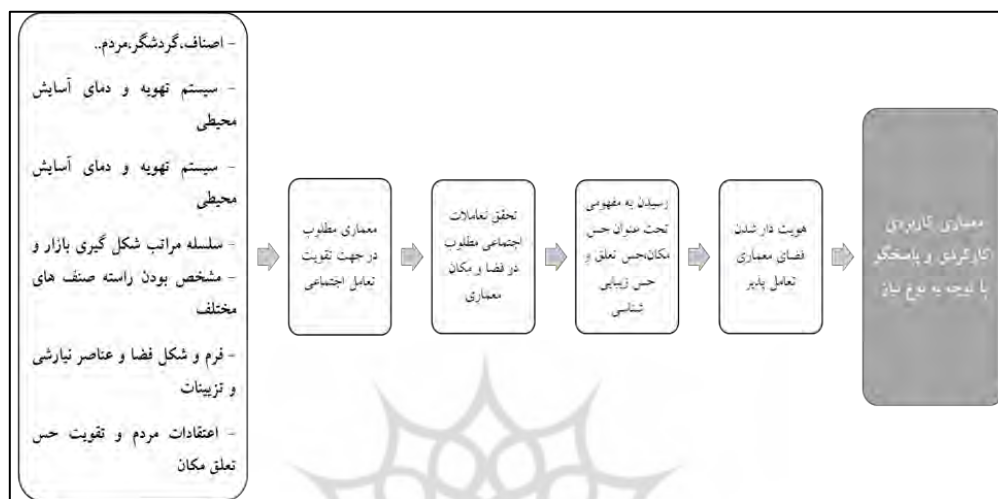 - اصناف،گردشگر،مردم..
- سیستم تهویه و دمای آسایش
محیطی
- سیستم تهویه و دمای آسایش
محیطی
- سلسله مراتب شکل گیری بازار و
- مشخص بودن راسته صنف های
مختلف
- فرم و شکل فضا و عناصر نیارشی
و تزیینات
- اعتقادات مردم و تقویت حس
تعلق مکان
معماری مطلوب
در جهت تقویت
تعامل اجتماعی
تحقق تعاملات
اجتماعی مطلوب
در فضا و مکان
معماری
رسیدن به مفهومی
تحت عنوان حس
مکان،حس تعلق و
حس زیبایی
شناسی
هویت دار شدن
فضای معماری
تعامل پذیر
معماری کاربردی
کارکردی و پاسخگو
با توجه به نوع نیاز